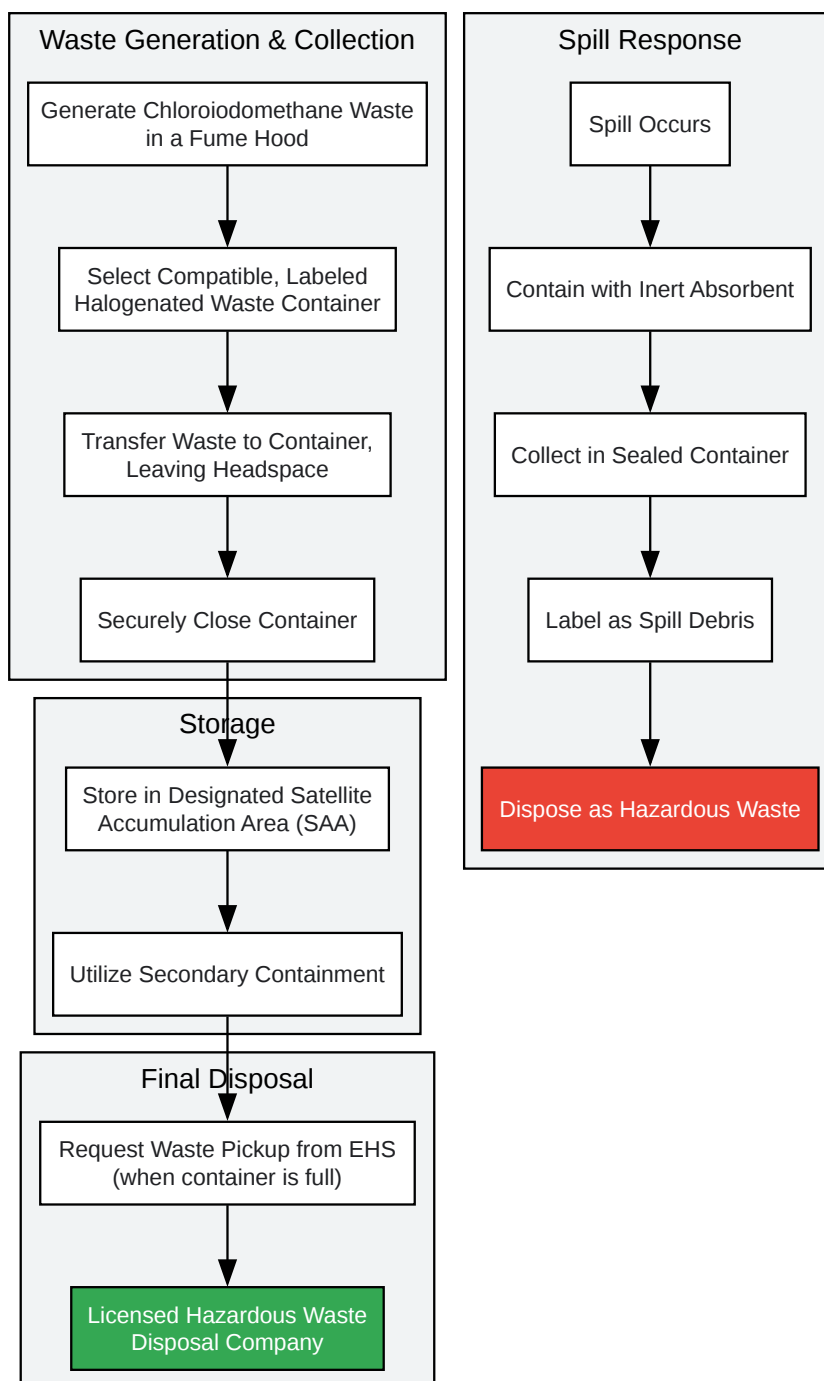 Waste Generation & Collection
Generate Chloroiodomethane Waste
in a Fume Hood
Select Compatible, Labeled
Halogenated Waste Container
Transfer Waste to Container,
Leaving Headspace
Securely Close Container
Storage
Store in Designated Satellite
Accumulation Area (SAA)
Utilize Secondary Containment
Final Disposal
Request Waste Pickup from EHS
(when container is full)
Licensed Hazardous Waste
Disposal Company
Spill Response
Spill Occurs
Contain with Inert Absorbent
Collect in Sealed Container
Label as Spill Debris
Dispose as Hazardous Waste